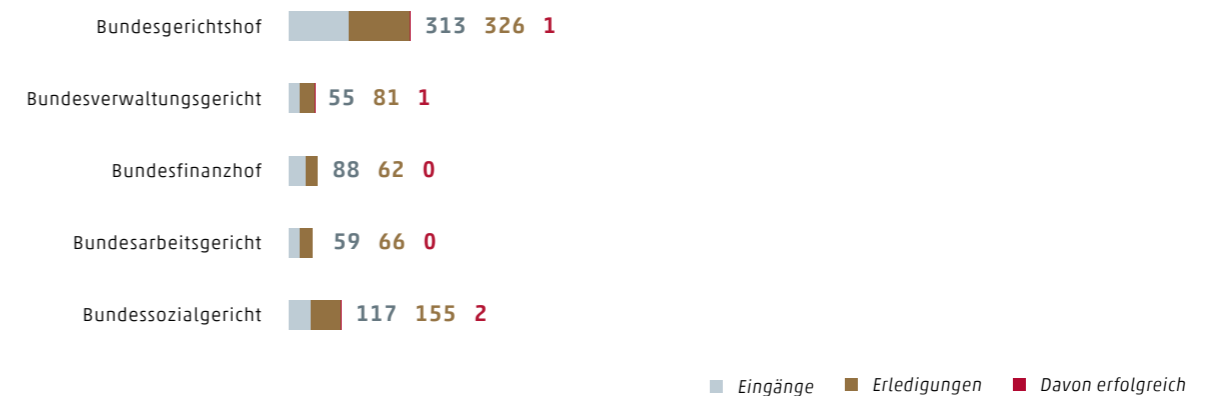 Bundesgerichtshof 313 326 1
Bundesverwaltungsgericht 55 81 1
Bundesfinanzhof 88 62 0
Bundesarbeitsgericht 59 66 0
Bundessozialgericht 117 155 2
Eingänge Erledigungen Davon erfolgreich